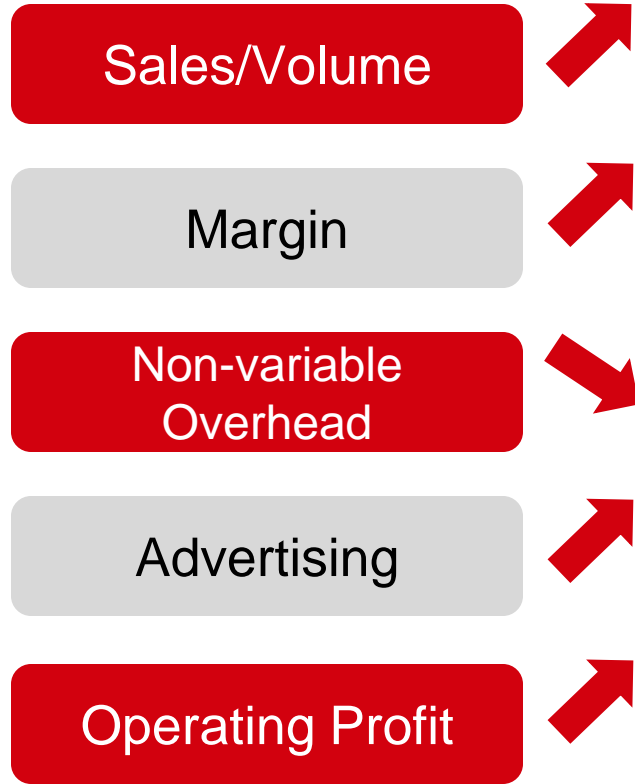 Sales/Volume
Margin
Non-variable
Overhead
Advertising
Operating Profit